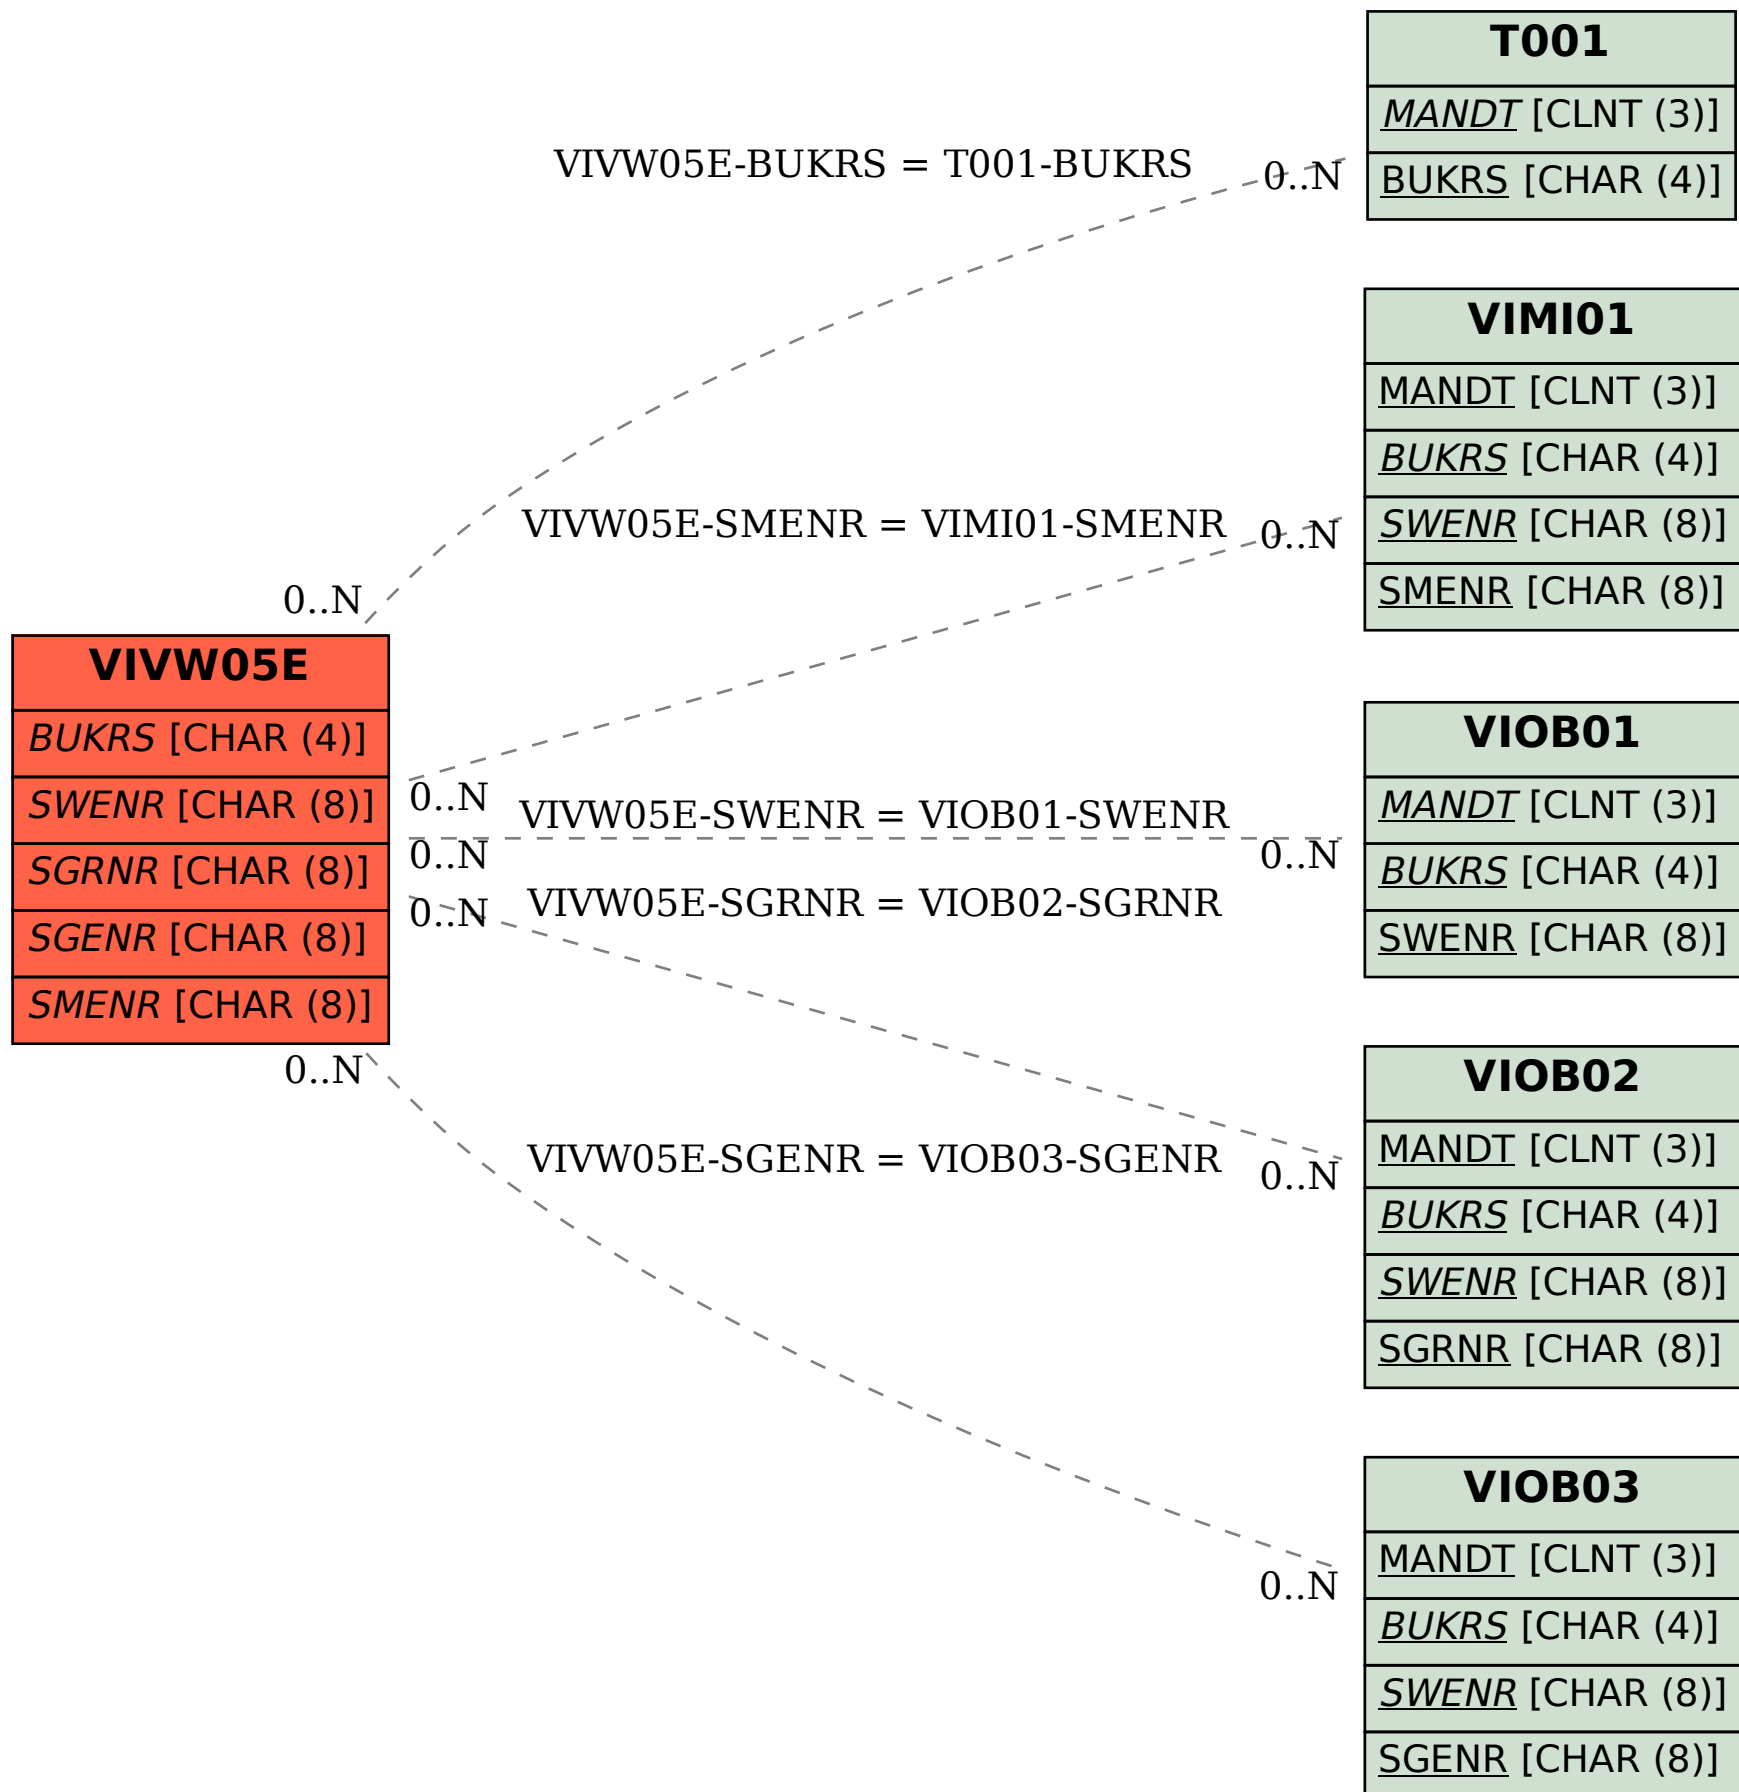 T001
MANDT [CLNT (3)]
BUKRS [CHAR (4)]
VIVW05E-BUKRS = T001-BUKRS
0..N
VIMI01
MANDT [CLNT (3)]
BUKRS [CHAR (4)]
SWENR [CHAR (8)]
SMENR [CHAR (8)]
VIVW05E-SMENR = VIMI01-SMENR
0..N
0..N
VIVW05E
BUKRS [CHAR (4)]
SWENR [CHAR (8)]
SGRNR [CHAR (8)]
SGENR [CHAR (8)]
SMENR [CHAR (8)]
0..N
VIVW05E-SWENR = VIOB01-SWENR
0..N
0..N
VIOB01
MANDT [CLNT (3)]
BUKRS [CHAR (4)]
SWENR [CHAR (8)]
0..N
VIVW05E-SGRNR = VIOB02-SGRNR
0..N
VIOB02
MANDT [CLNT (3)]
BUKRS [CHAR (4)]
SWENR [CHAR (8)]
SGRNR [CHAR (8)]
0..N
VIVW05E-SGENR = VIOB03-SGENR
0..N
VIOB03
MANDT [CLNT (3)]
BUKRS [CHAR (4)]
SWENR [CHAR (8)]
SGENR [CHAR (8)]